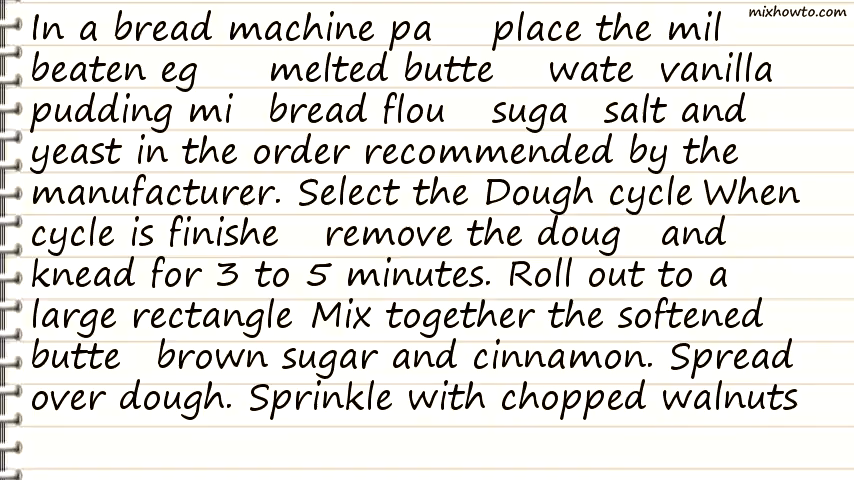 mixhowto.com
In a bread machine pa place the mil
beaten eg melted butte wate vanilla
pudding mi bread flou suga salt and
yeast in the order recommended by the
manufacturer. Select the Dough cycle When
cycle is finishe remove the doug and
knead for 3 to 5 minutes. Roll out to a
large rectangle Mix together the softened
butte brown sugar and cinnamon. Spread
over dough. Sprinkle with chopped walnuts